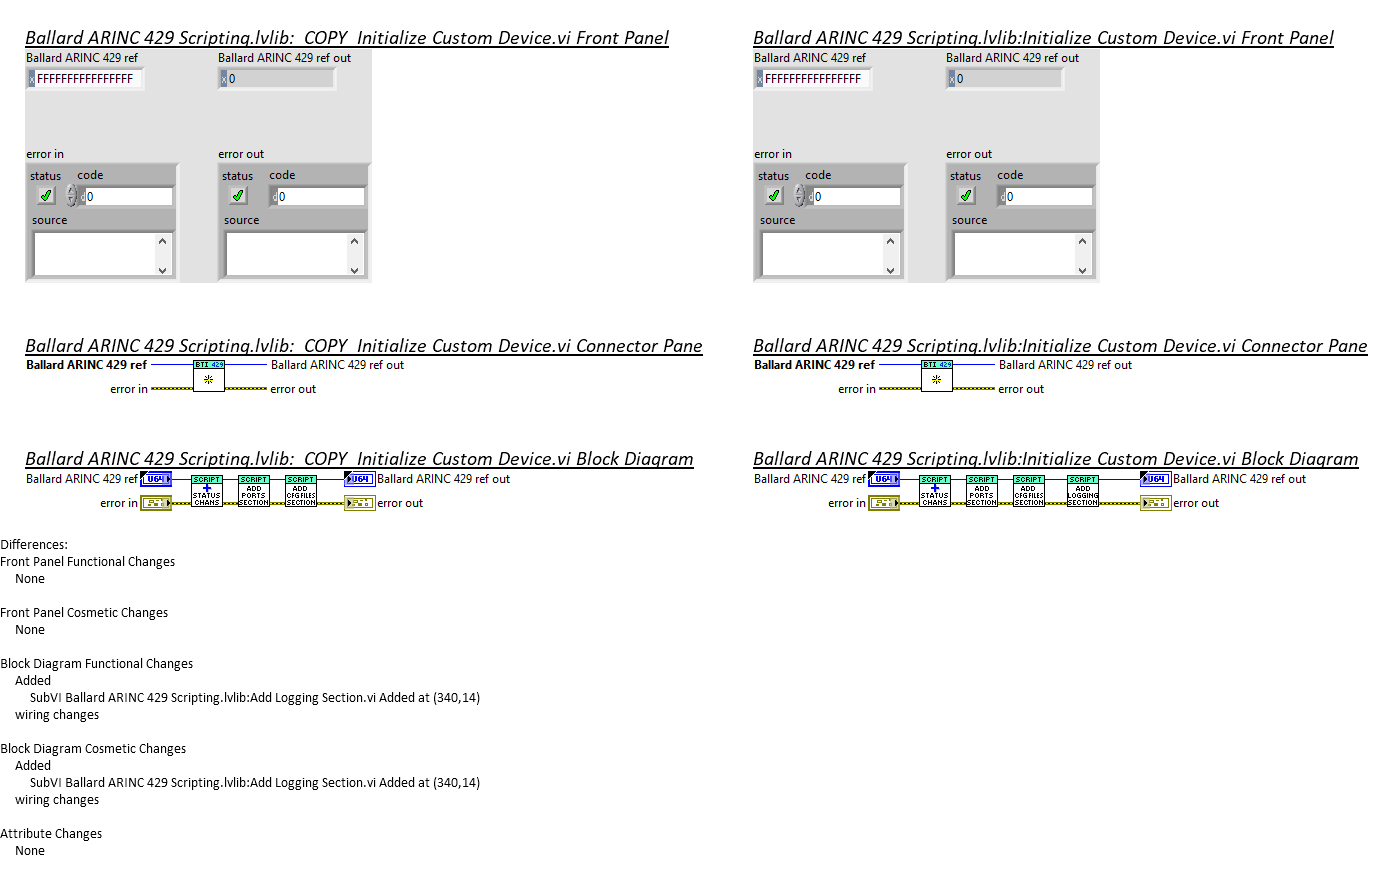 Ballard ARINC 429 Scripting.lvlib:  COPY  Initialize Custom Device.vi Front Panel
Ballard ARINC 429 ref
Ballard ARINC 429 ref out
x FFFFFFFFFFFFFFFF
x 0
error in
error out
status code
d 0
source
status code
d 0
source
Ballard ARINC 429 Scripting.lvlib:Initialize Custom Device.vi Front Panel
Ballard ARINC 429 ref
Ballard ARINC 429 ref out
x FFFFFFFFFFFFFFFF
x 0
error in
error out
status code
d 0
source
status code
d 0
source
Ballard ARINC 429 Scripting.lvlib:  COPY  Initialize Custom Device.vi Connector Pane
Ballard ARINC 429 ref
BTI 429
Ballard ARINC 429 ref out
error in
error out
Ballard ARINC 429 Scripting.lvlib:Initialize Custom Device.vi Connector Pane
Ballard ARINC 429 ref
BTI 429
Ballard ARINC 429 ref out
error in
error out
Ballard ARINC 429 Scripting.lvlib:  COPY  Initialize Custom Device.vi Block Diagram
Ballard ARINC 429 ref
U64
SCRIPT
+
STATUS
CHANS
SCRIPT
ADD
PORTS
SECTION
SCRIPT
ADD
CFG FILES
SECTION
U64
Ballard ARINC 429 ref out
error in
error out
Ballard ARINC 429 Scripting.lvlib:Initialize Custom Device.vi Block Diagram
Ballard ARINC 429 ref
U64
SCRIPT
+
STATUS
CHANS
SCRIPT
ADD
PORTS
SECTION
SCRIPT
ADD
CFG FILES
SECTION
SCRIPT
ADD
LOGGING
SECTION
U64
Ballard ARINC 429 ref out
error in
error out
Differences:
Front Panel Functional Changes
None
Front Panel Cosmetic Changes
None
Block Diagram Functional Changes
Added
SubVI Ballard ARINC 429 Scripting.lvlib:Add Logging Section.vi Added at (340,14)
wiring changes
Block Diagram Cosmetic Changes
Added
SubVI Ballard ARINC 429 Scripting.lvlib:Add Logging Section.vi Added at (340,14)
wiring changes
Attribute Changes
None